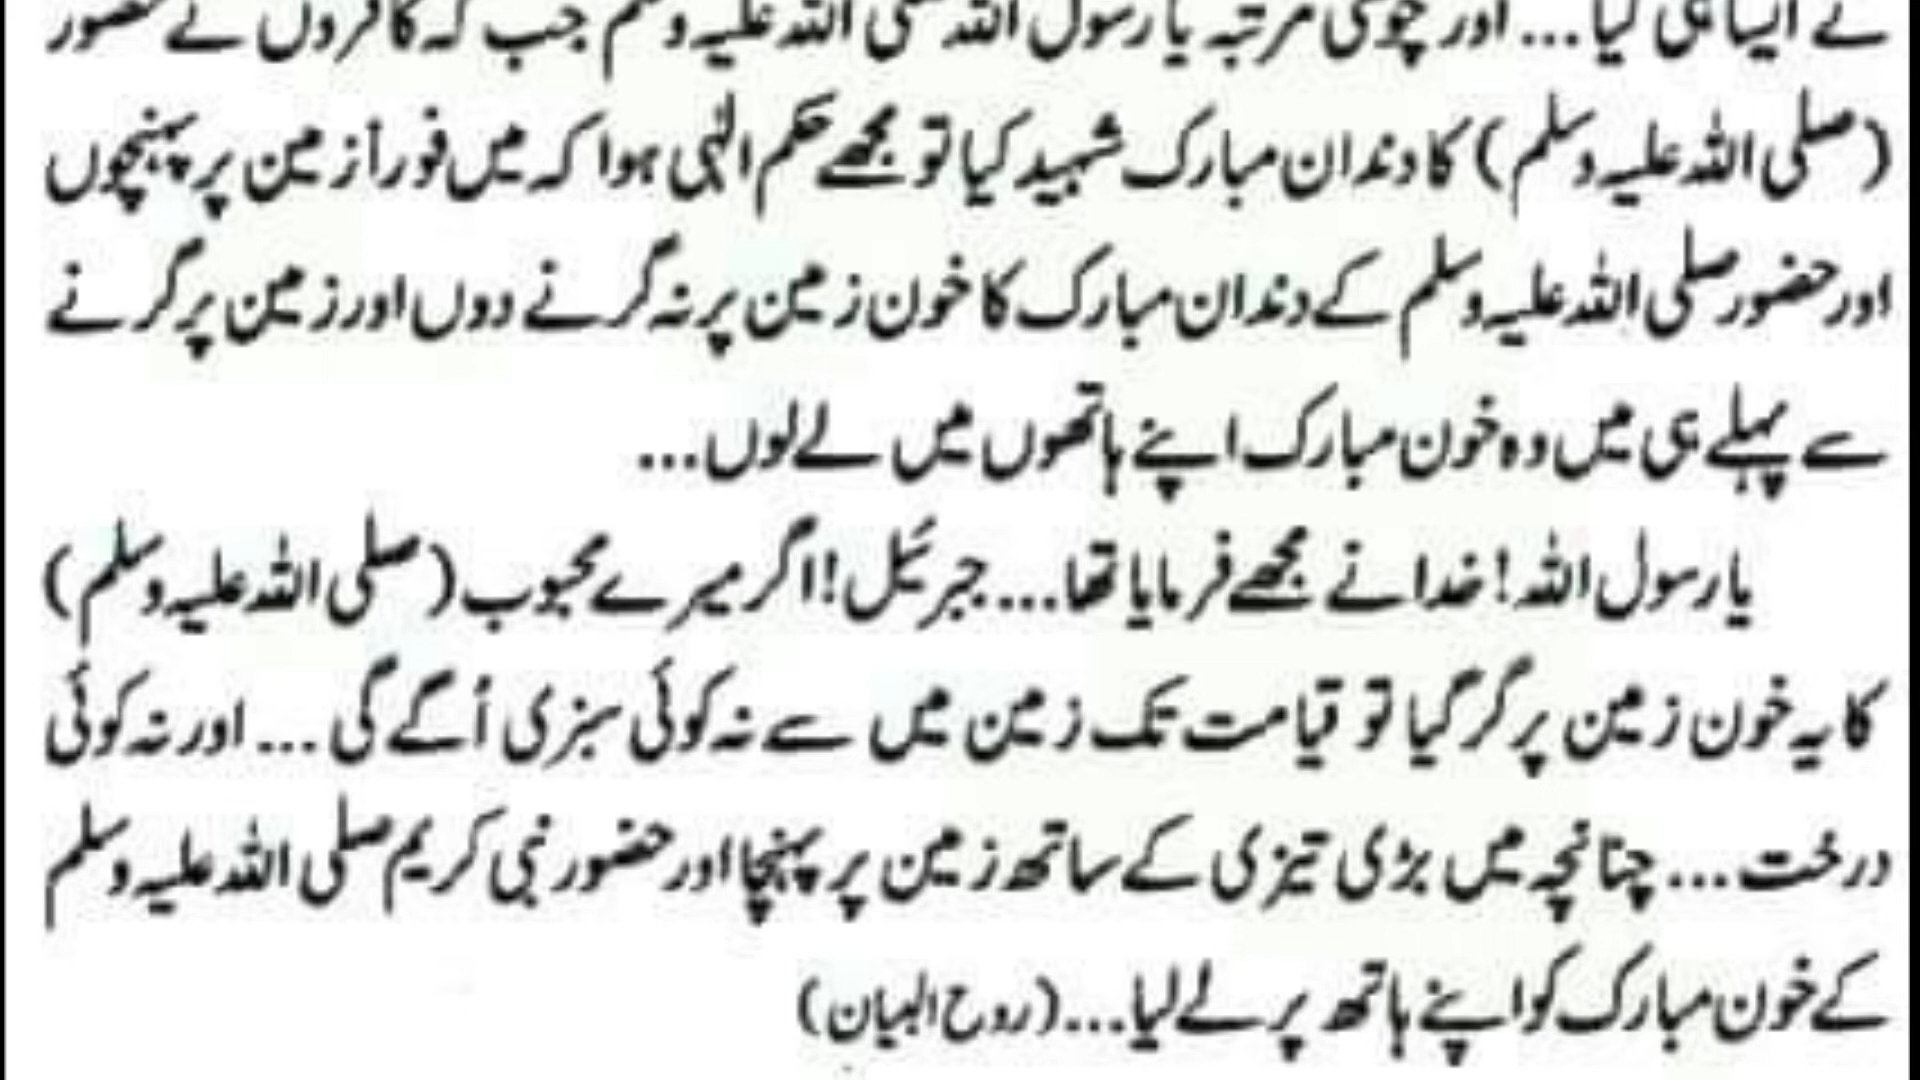 نے ایسا ہی کیا... اور چوتھی مرتبہ یا رسول اللہ صلی اللہ علیہ وسلم جب کہ کافروں نے حضور
(صلی اللہ علیہ وسلم) کا دندان مبارک شہید کیا تو مجھے حکم الٰہی ہوا کہ میں فوراً زمین پر پہنچوں
اور حضور صلی اللہ علیہ وسلم کے دندان مبارک کا خون زمین پر نہ گرنے دوں اور زمین پر گرنے
سے پہلے ہی میں وہ خون مبارک اپنے ہاتھوں میں لے لوں...
یا رسول اللہ! خدا نے مجھے فرمایا تھا... جبرئیل! اگر میرے محبوب (صلی اللہ علیہ وسلم)
کا یہ خون زمین پر گر گیا تو قیامت تک زمین میں سے نہ کوئی سبزی اُگے گی... اور نہ کوئی
درخت... چنانچہ میں بڑی تیزی کے ساتھ زمین پر پہنچا اور حضور نبی کریم صلی اللہ علیہ وسلم
کے خون مبارک کو اپنے ہاتھ پر لے لیا... (روح البیان)